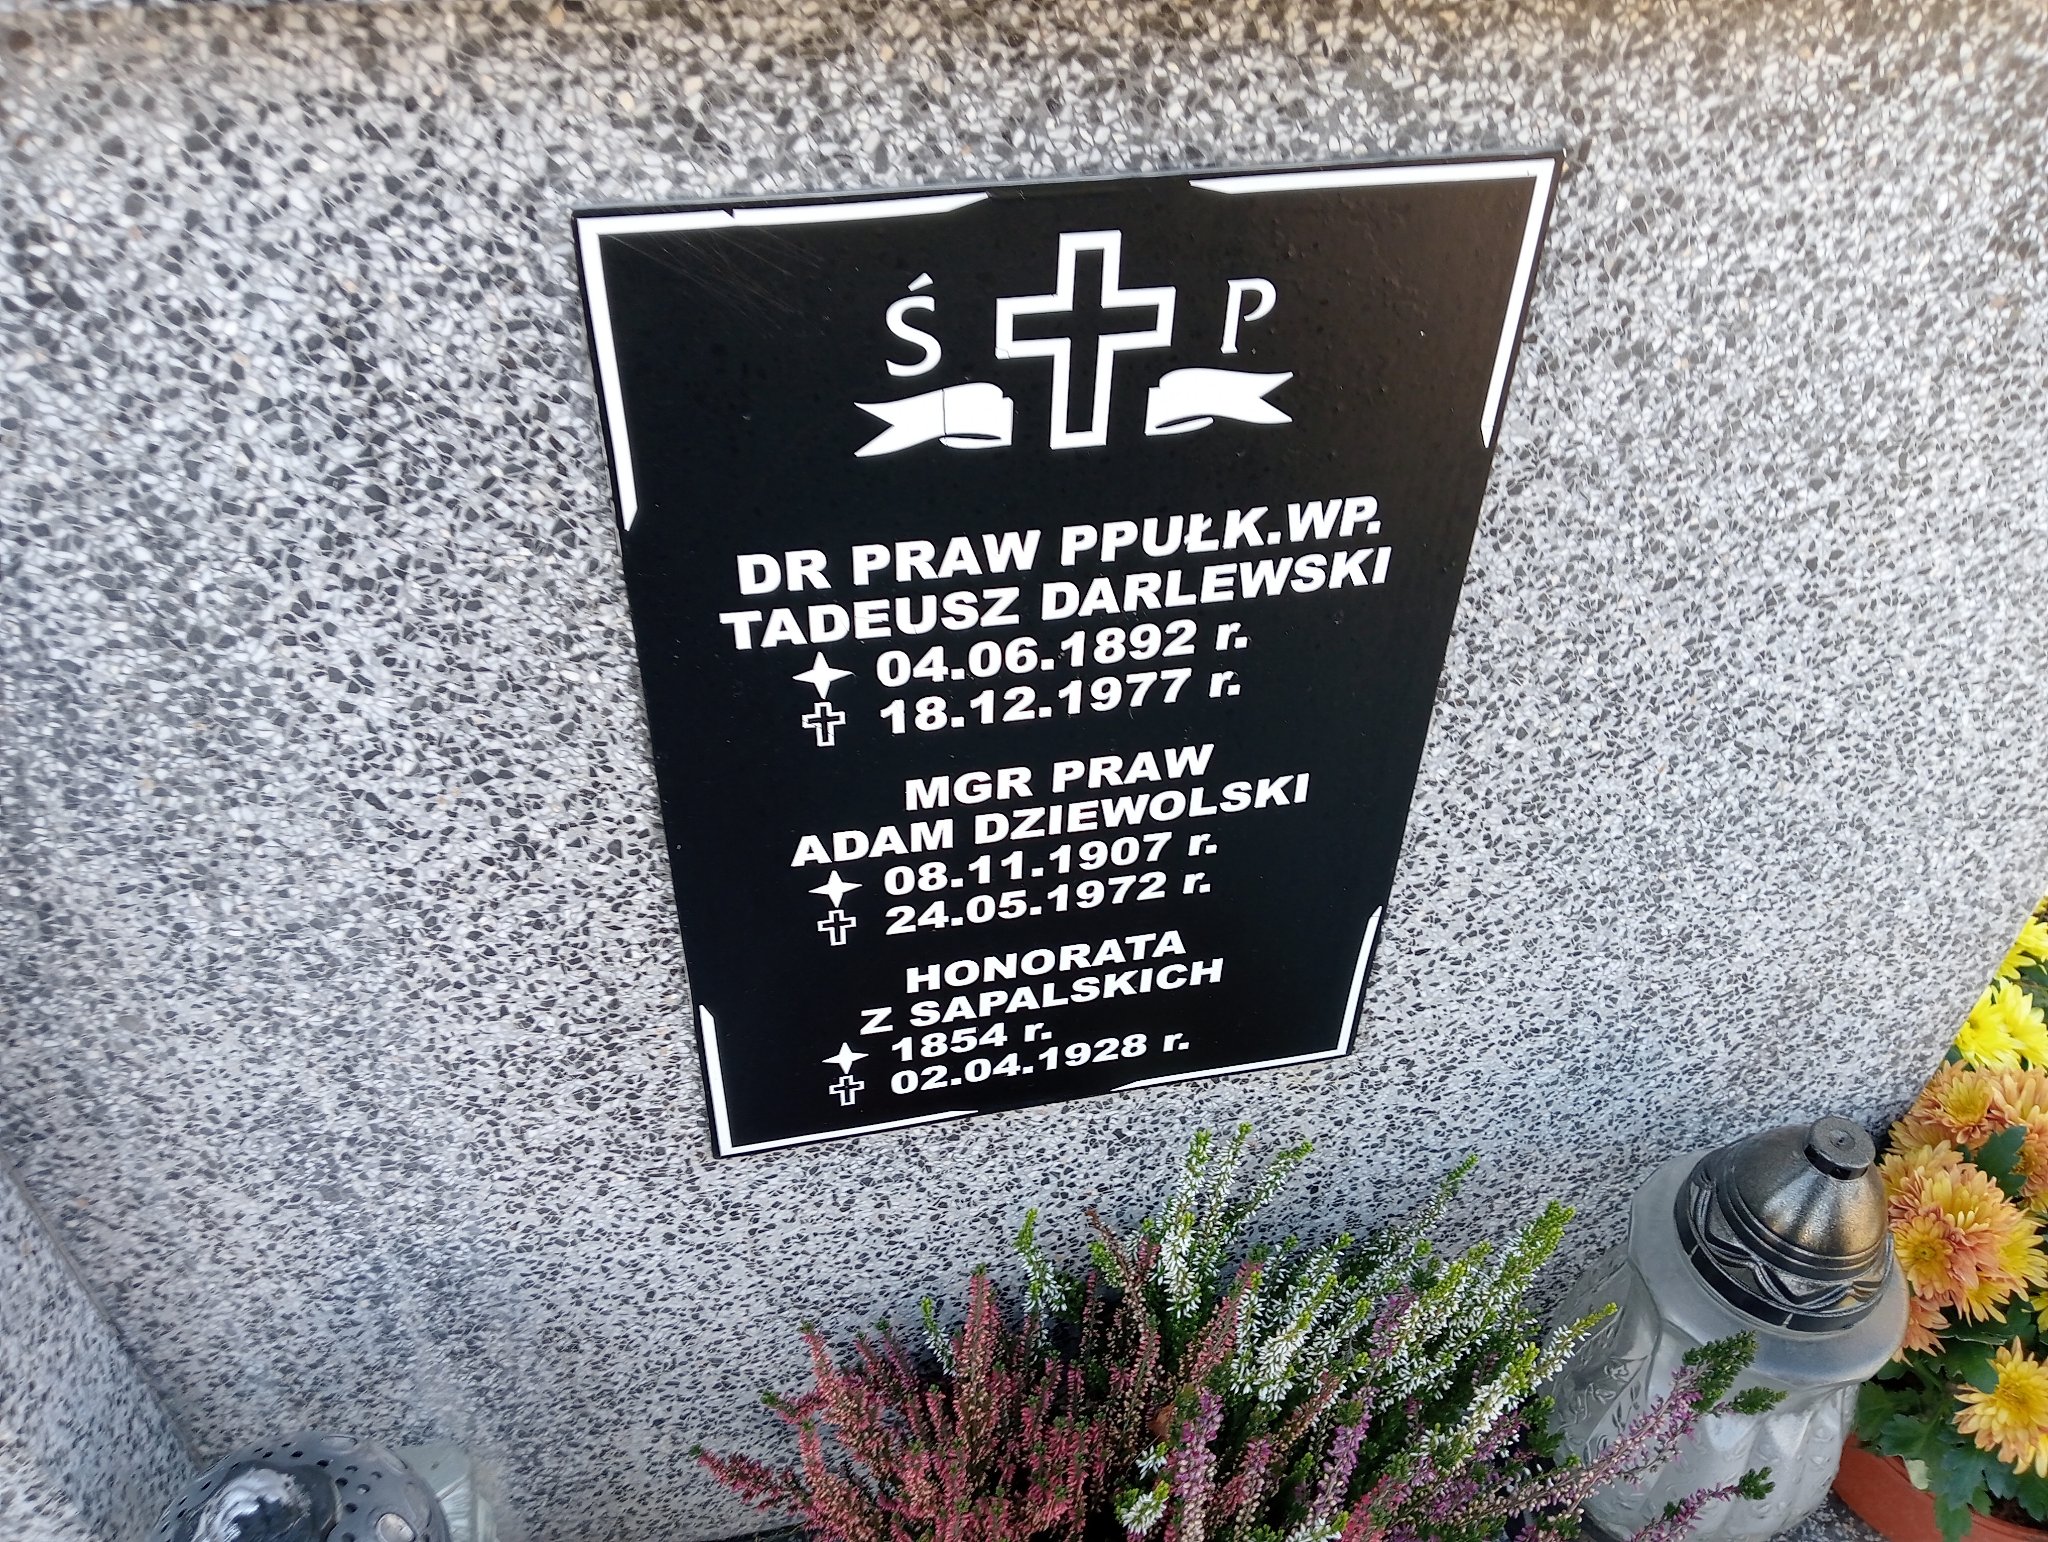 Ś P
DR PRAW PPUŁK.WP.
TADEUSZ DARLEWSKI
04.06.1892 r.
18.12.1977 r.
MGR PRAW
ADAM DZIEWOLSKI
08.11.1907 r.
24.05.1972 r.
HONORATA
Z SAPALSKICH
1854 r.
02.04.1928 r.